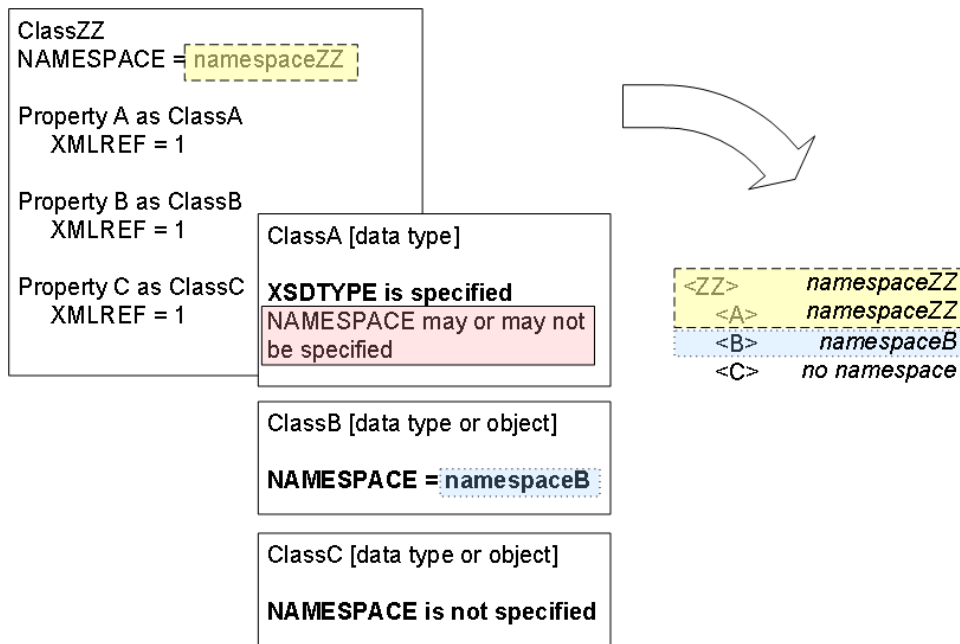 ClassZZ
NAMESPACE = namespaceZZ
Property A as ClassA
XMLREF = 1
Property B as ClassB
XMLREF = 1
Property C as ClassC
XMLREF = 1
ClassA [data type]
XSDTYPE is specified
NAMESPACE may or may not
be specified
ClassB [data type or object]
NAMESPACE = namespaceB
ClassC [data type or object]
NAMESPACE is not specified
<ZZ> namespaceZZ
<A> namespaceZZ
<B> namespaceB
<C> no namespace